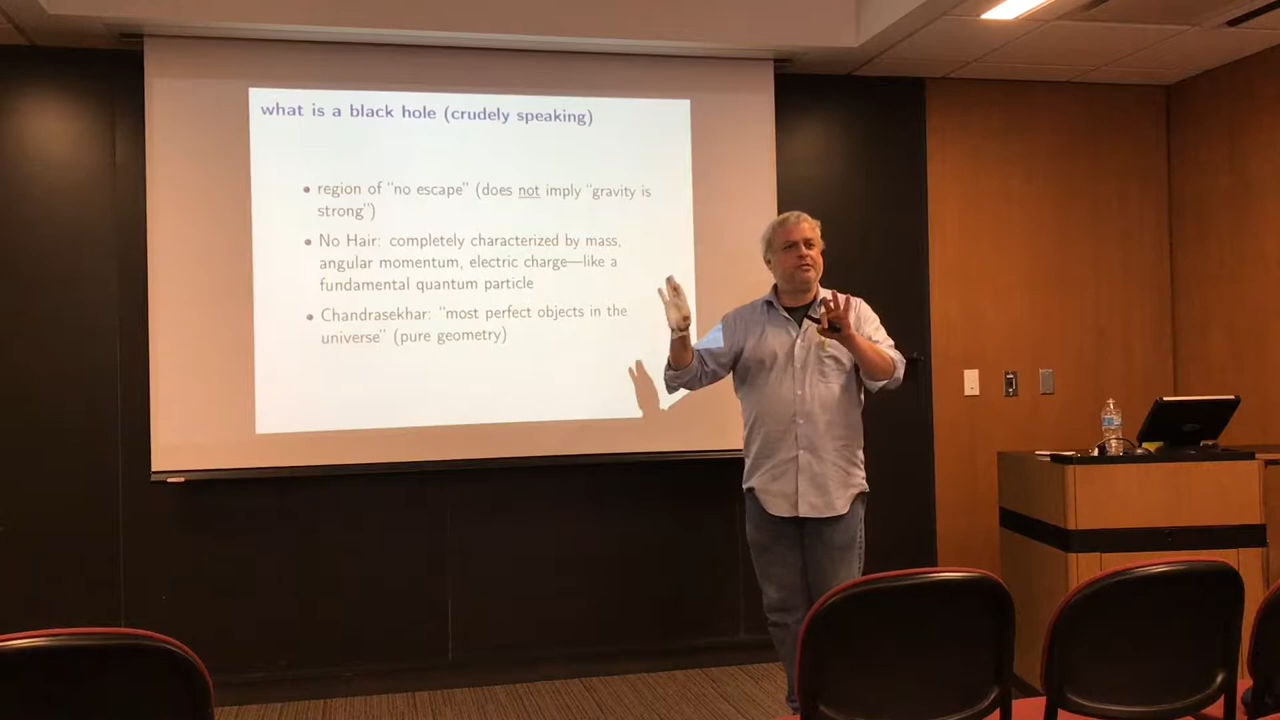 what is a black hole (crudely speaking)
• region of "no escape" (does not imply "gravity is
strong")
• No Hair: completely characterized by mass,
angular momentum, electric charge—like a
fundamental quantum particle
• Chandrasekhar: "most perfect objects in the
universe" (pure geometry)